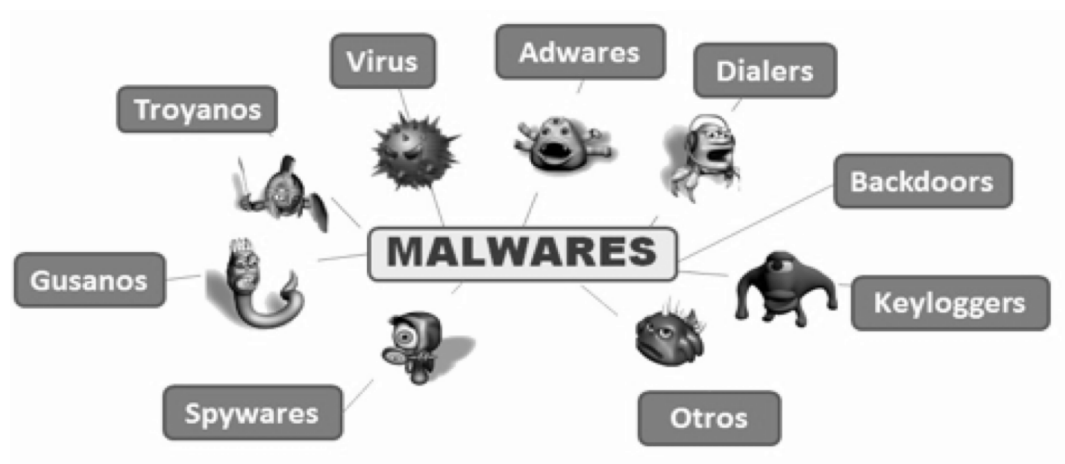 Virus
Adwares
Dialers
Troyanos
Backdoors
MALWARES
Gusanos
Keyloggers
Spywares
Otros